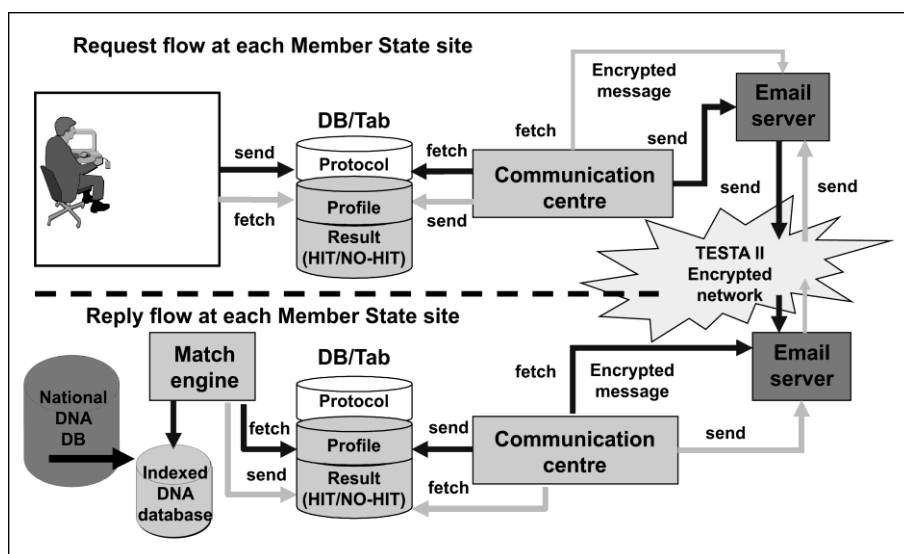 Request flow at each Member State site
Encrypted
message
Email
server
DB/Tab
fetch
send
Protocol
fetch
send
Communication
centre
send
send
fetch
Profile
send
Result
(HIT/NO-HIT)
TESTA II
Encrypted
network
Reply flow at each Member State site
Match
engine
DB/Tab
fetch
Encrypted
message
Email
server
National
DNA
DB
Protocol
fetch
Profile
send
Communication
centre
send
Indexed
DNA
database
send
Result
(HIT/NO-HIT)
fetch